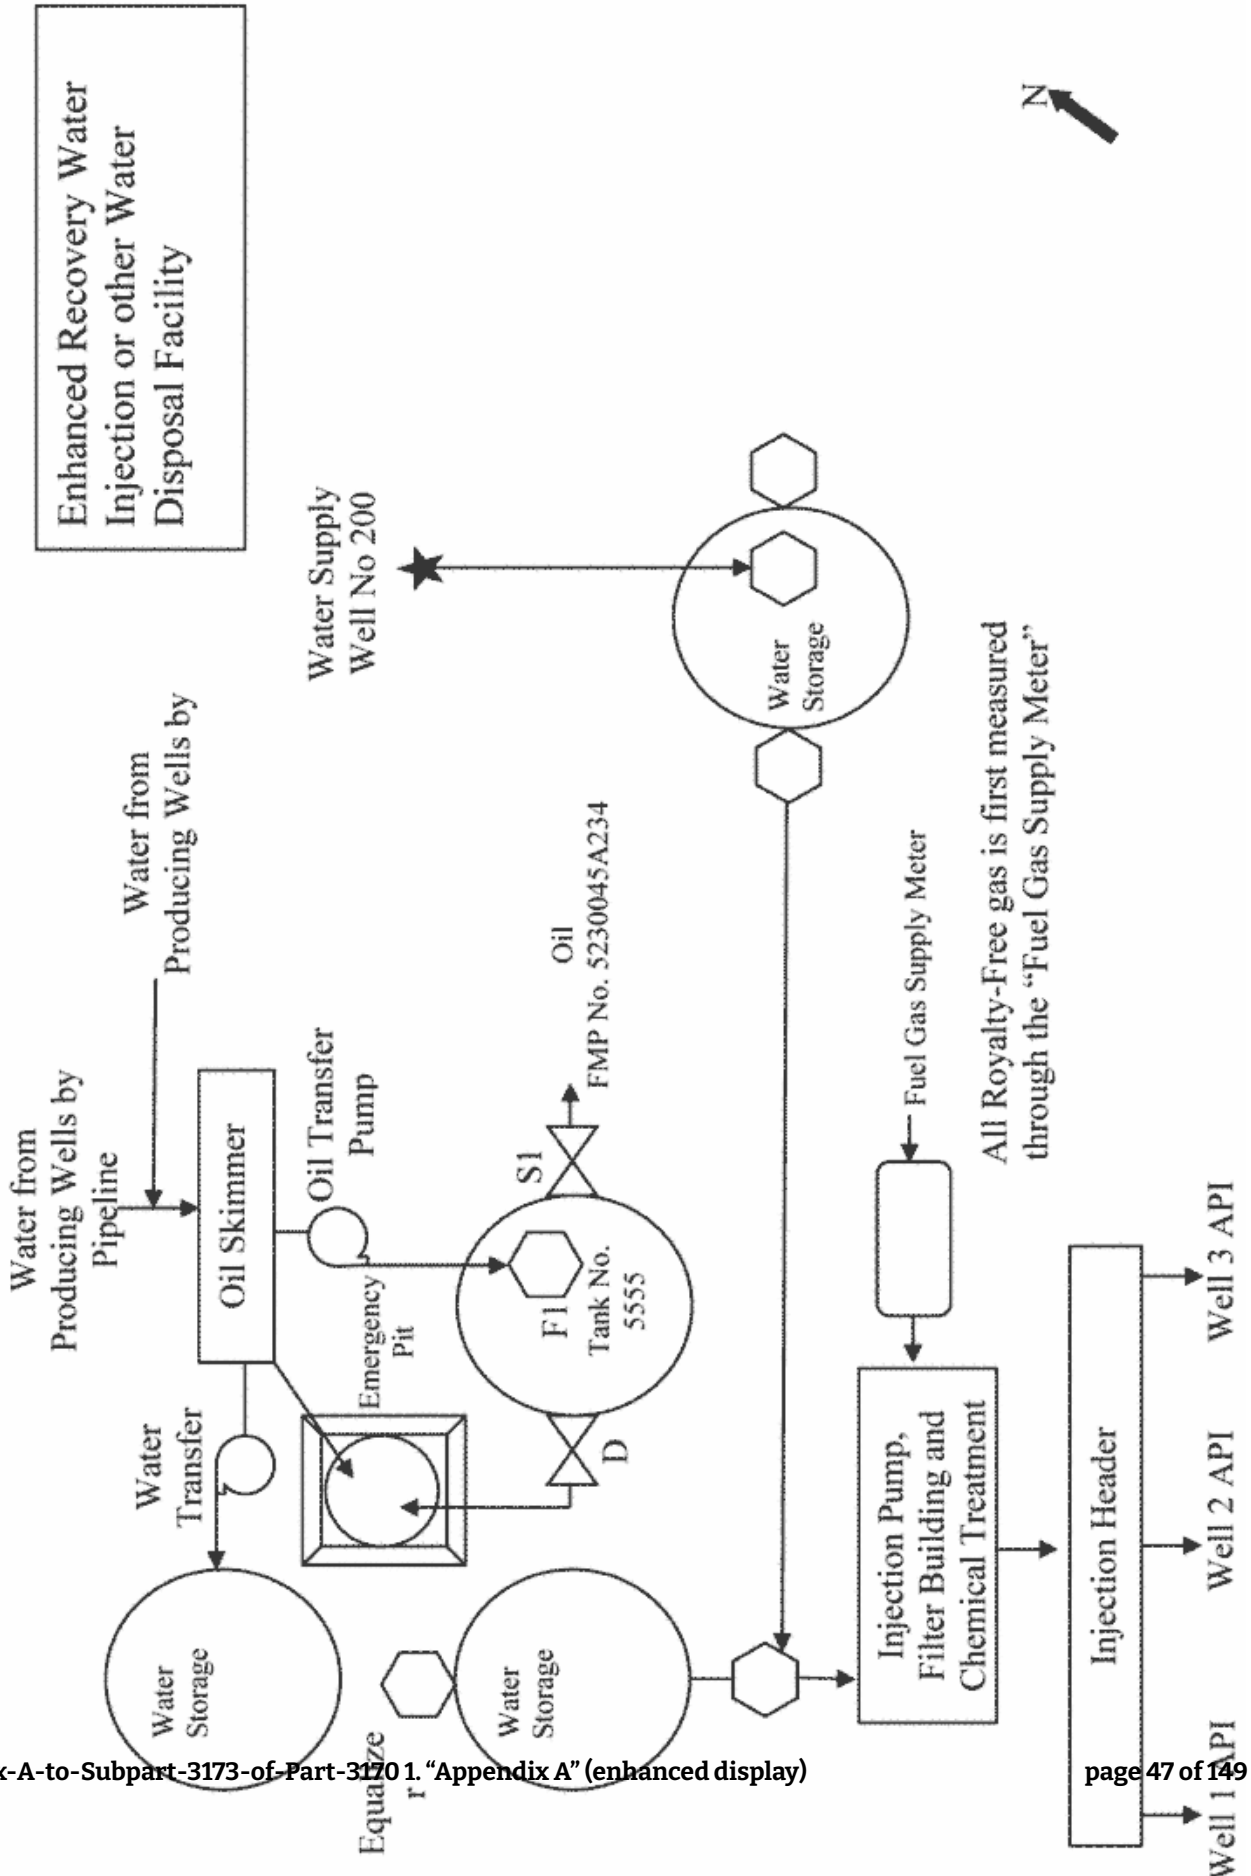 Enhanced Recovery Water
Injection or other Water
Disposal Facility
N
Water from
Producing Wells by
Pipeline
Water from
Producing Wells by
Water Supply
Well No 200
Oil Skimmer
Water
Transfer
Oil Transfer
Pump
Emergency
Pit
S1
F1
Tank No.
5555
D
Oil
FMP No. 5230045A234
Water
Storage
Water
Storage
Equalize
r
Water
Storage
Fuel Gas Supply Meter
All Royalty-Free gas is first measured
through the “Fuel Gas Supply Meter”
Injection Pump,
Filter Building and
Chemical Treatment
Injection Header
Well 1 API
Well 2 API
Well 3 API
x-A-to-Subpart-3173-of-Part-3170 1. “Appendix A” (enhanced display)
page 47 of 149